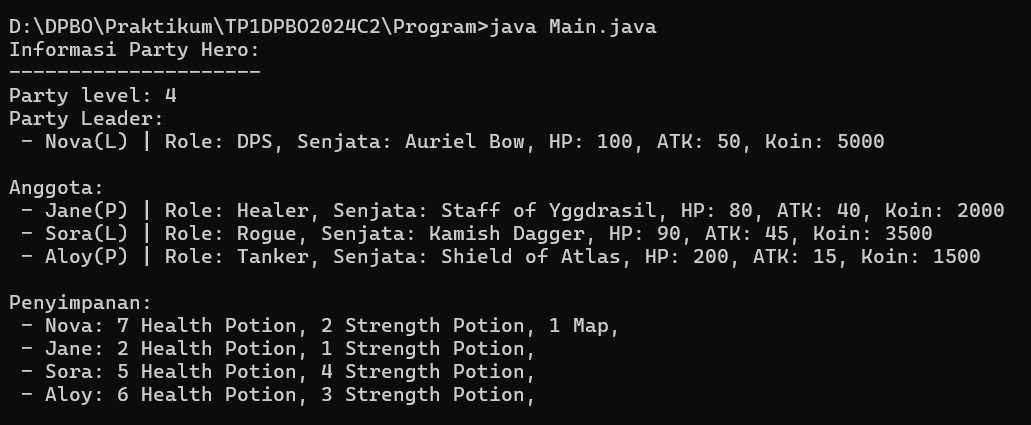 D:\DPBO\Praktikum\TP1DPBO2024C2\Program>java Main.java
Informasi Party Hero:
---------------------
Party level: 4
Party Leader:
 - Nova(L) | Role: DPS, Senjata: Auriel Bow, HP: 100, ATK: 50, Koin: 5000

Anggota:
 - Jane(P) | Role: Healer, Senjata: Staff of Yggdrasil, HP: 80, ATK: 40, Koin: 2000
 - Sora(L) | Role: Rogue, Senjata: Kamish Dagger, HP: 90, ATK: 45, Koin: 3500
 - Aloy(P) | Role: Tanker, Senjata: Shield of Atlas, HP: 200, ATK: 15, Koin: 1500

Penyimpanan:
 - Nova: 7 Health Potion, 2 Strength Potion, 1 Map,
 - Jane: 2 Health Potion, 1 Strength Potion,
 - Sora: 5 Health Potion, 4 Strength Potion,
 - Aloy: 6 Health Potion, 3 Strength Potion,